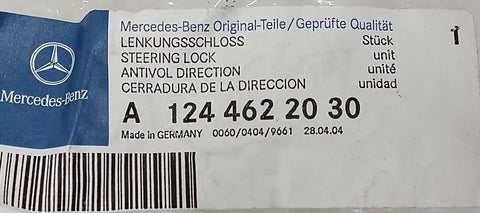 Mercedes-Benz Original-Teile/Geprüfte Qualität
LENKUNGSSCHLOSS Stück 1
STEERING LOCK unit
ANTIVOL DIRECTION unité
CERRADURA DE LA DIRECCION unidad
Mercedes-Benz
A 124 462 20 30
Made in GERMANY 0060/0404/9661 28.04.04